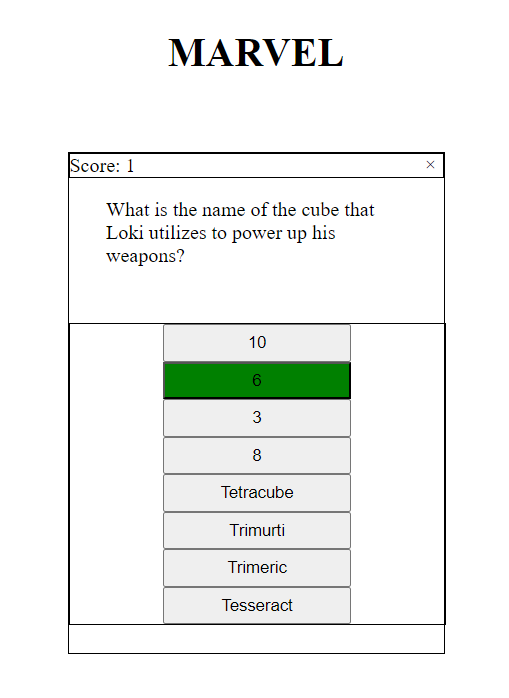 MARVEL
Score: 1 ×
What is the name of the cube that
Loki utilizes to power up his
weapons?
10
6
3
8
Tetracube
Trimurti
Trimeric
Tesseract